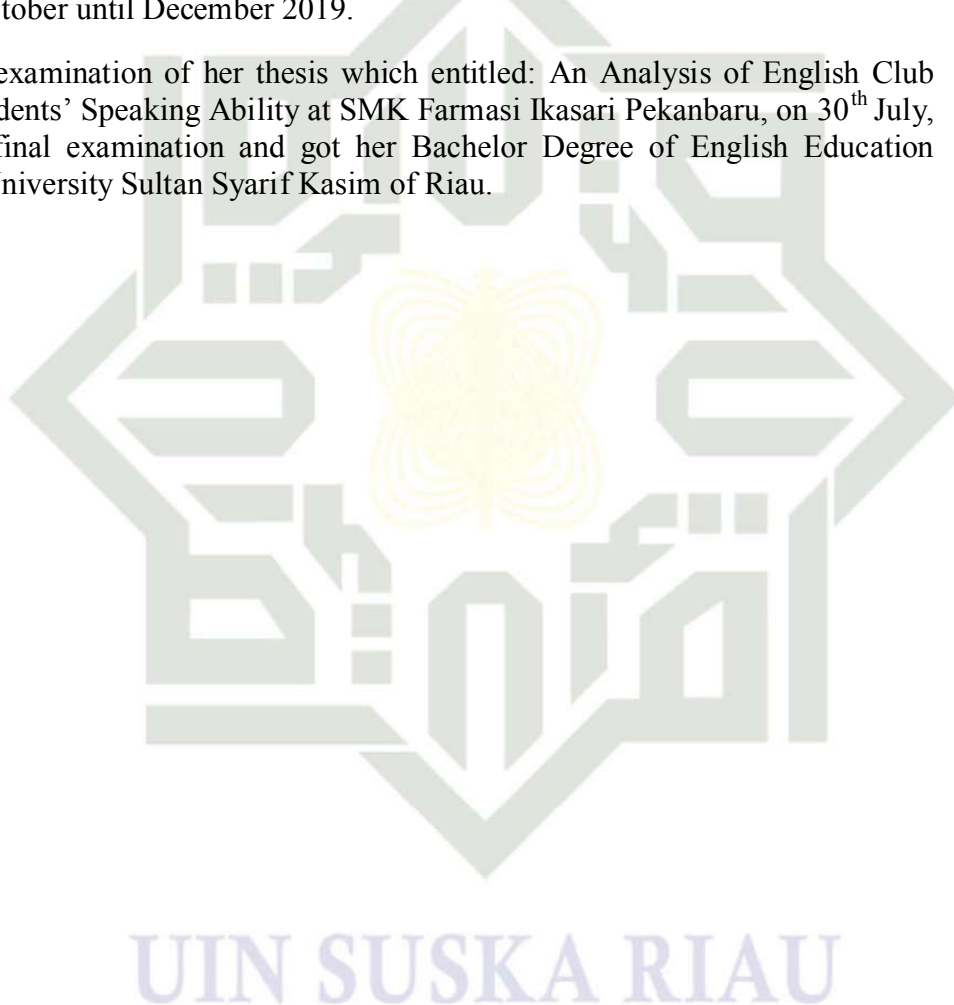 tober until December 2019.
examination of her thesis which entitled: An Analysis of English Club
dents’ Speaking Ability at SMK Farmasi Ikasari Pekanbaru, on 30th July,
final examination and got her Bachelor Degree of English Education
University Sultan Syarif Kasim of Riau.
UIN SUSKA RIAU